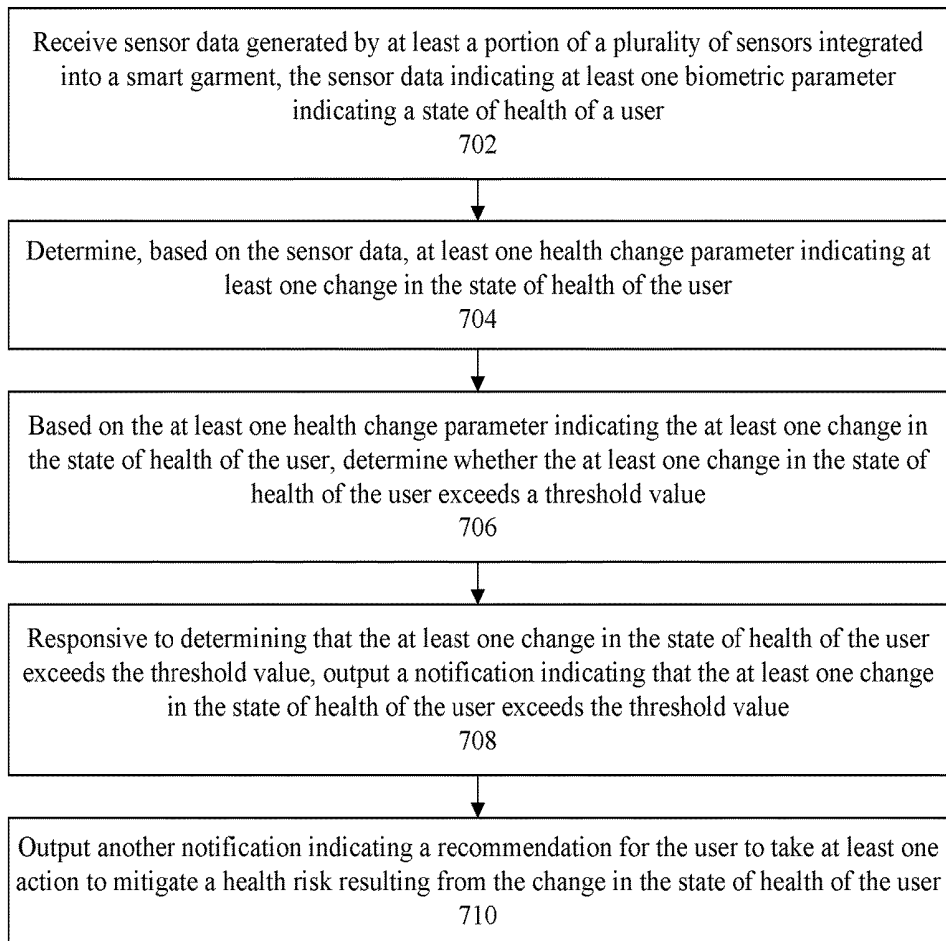 Receive sensor data generated by at least a portion of a plurality of sensors integrated
into a smart garment, the sensor data indicating at least one biometric parameter
indicating a state of health of a user
702
Determine, based on the sensor data, at least one health change parameter indicating at
least one change in the state of health of the user
704
Based on the at least one health change parameter indicating the at least one change in
the state of health of the user, determine whether the at least one change in the state of
health of the user exceeds a threshold value
706
Responsive to determining that the at least one change in the state of health of the user
exceeds the threshold value, output a notification indicating that the at least one change
in the state of health of the user exceeds the threshold value
708
Output another notification indicating a recommendation for the user to take at least one
action to mitigate a health risk resulting from the change in the state of health of the user
710